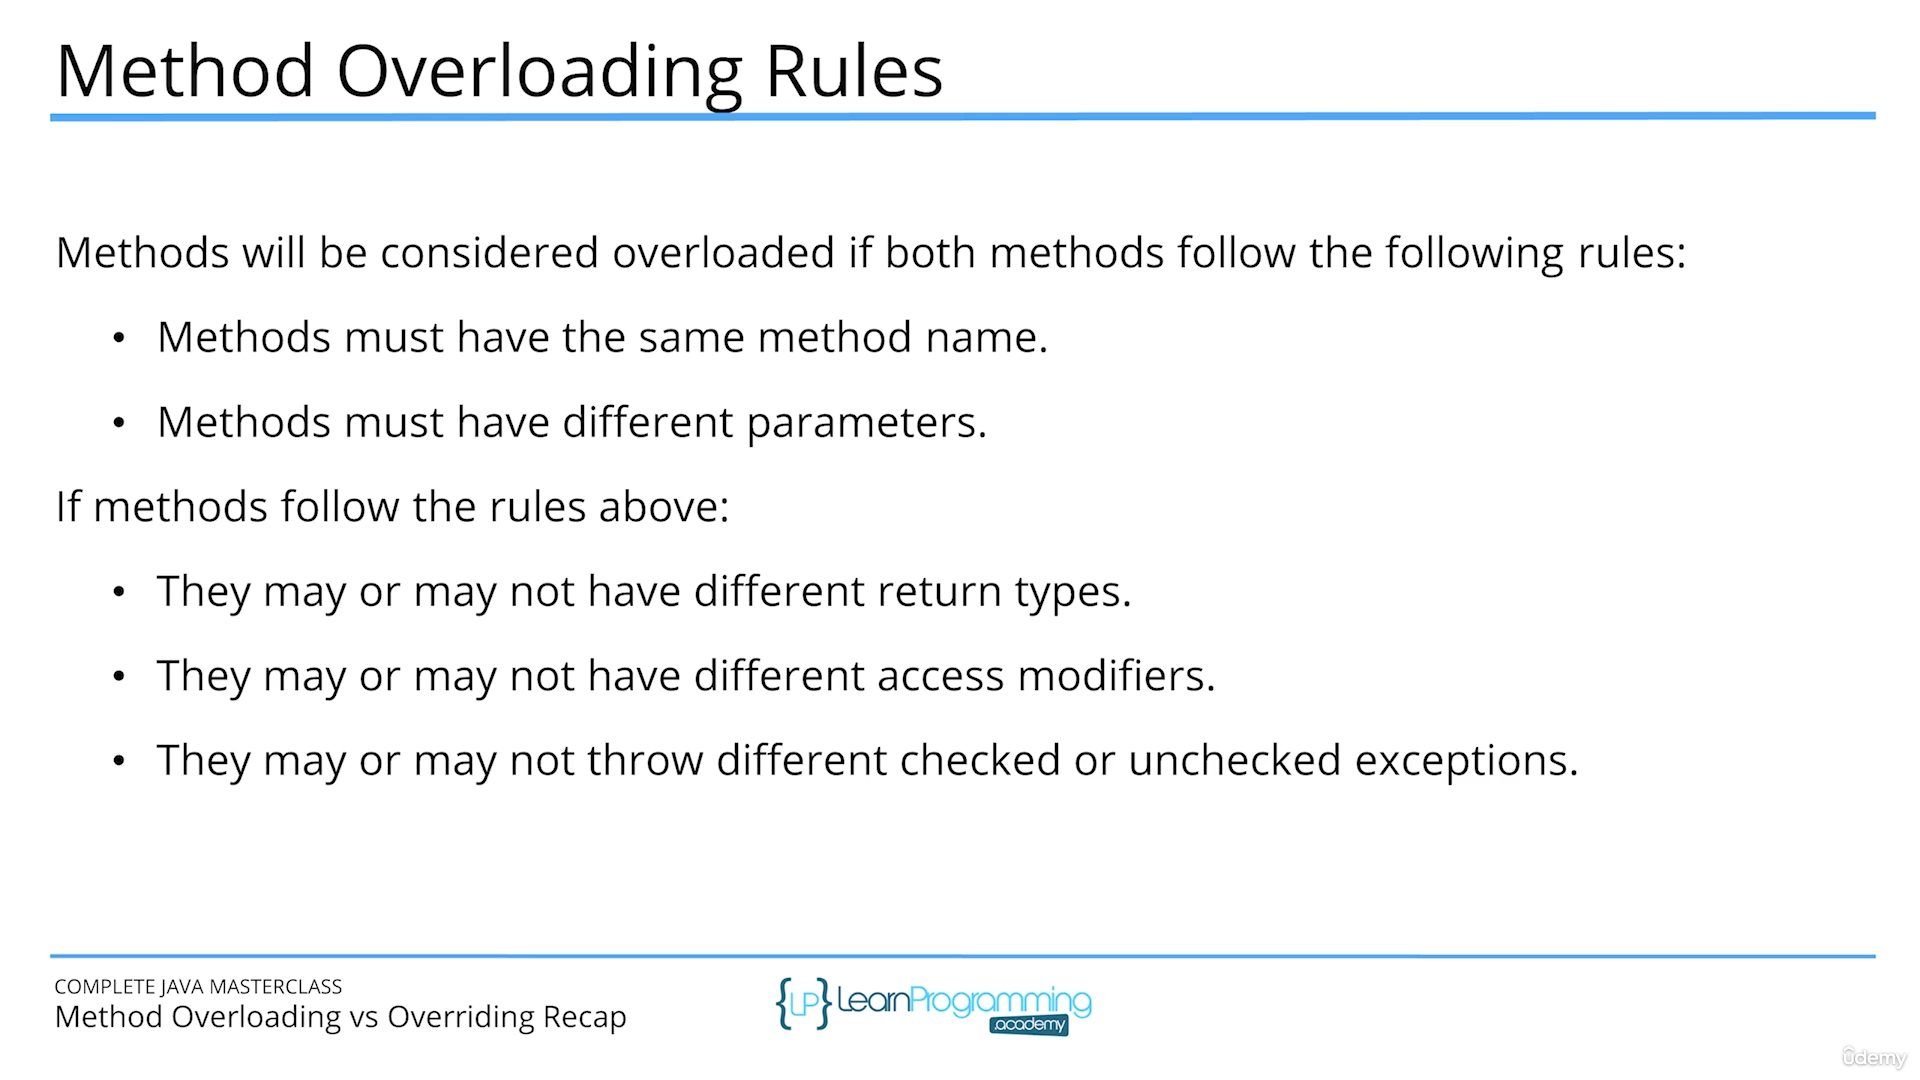 Method Overloading Rules
Methods will be considered overloaded if both methods follow the following rules:
• Methods must have the same method name.
• Methods must have different parameters.
If methods follow the rules above:
• They may or may not have different return types.
• They may or may not have different access modifiers.
• They may or may not throw different checked or unchecked exceptions.
COMPLETE JAVA MASTERCLASS
Method Overloading vs Overriding Recap
{LP} LearnProgramming
.academy
ûdemy